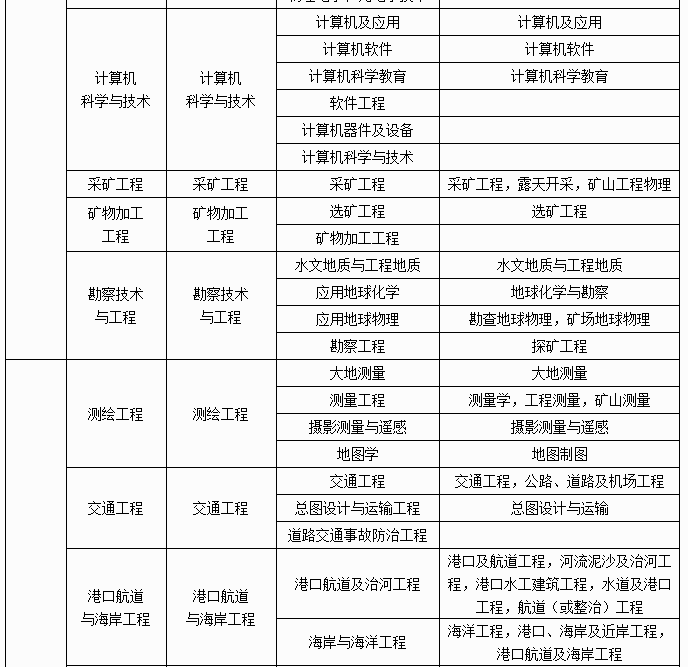 计算机及应用 计算机及应用
计算机软件 计算机软件
计算机 计算机
科学与技术 科学与技术
计算机科学教育 计算机科学教育
软件工程
计算机器件及设备
计算机科学与技术
采矿工程 采矿工程 采矿工程 采矿工程，露天开采，矿山工程物理
矿物加工 矿物加工
工程 工程
选矿工程 选矿工程
矿物加工工程
勘察技术 勘察技术
与工程 与工程
水文地质与工程地质 水文地质与工程地质
应用地球化学 地球化学与勘察
应用地球物理 勘查地球物理，矿场地球物理
勘察工程 探矿工程
测绘工程 测绘工程
大地测量 大地测量
测量工程 测量学，工程测量，矿山测量
摄影测量与遥感 摄影测量与遥感
地图学 地图制图
交通工程 交通工程
交通工程 交通工程，公路、道路及机场工程
总图设计与运输工程 总图设计与运输
道路交通事故防治工程
港口航道 港口航道
与海岸工程 与海岸工程
港口航道及治河工程
港口及航道工程，河流泥沙及治河工
程，港口水工建筑工程，水道及港口
工程，航道（或整治）工程
海岸与海洋工程
海洋工程，港口、海岸及近岸工程，
港口航道及海岸工程